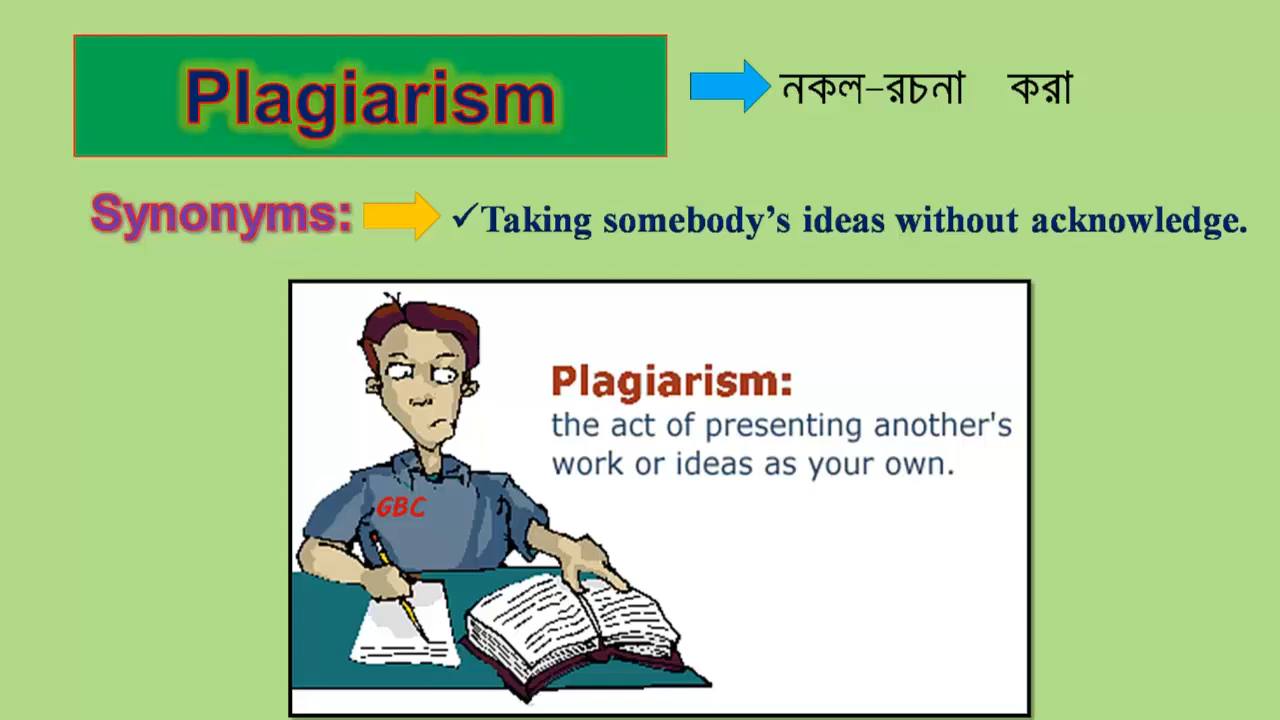 Plagiarism
নকল-রচনা করা
Synonyms:
✓Taking somebody’s ideas without acknowledge.
Plagiarism:
the act of presenting another's
work or ideas as your own.
GBC